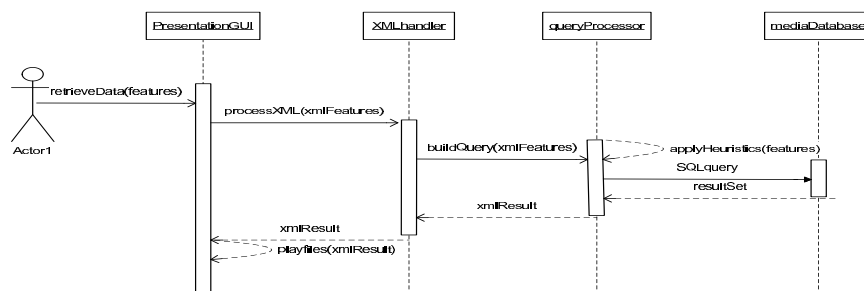 PresentationGUI
XMLhandler
queryProcessor
mediaDatabase
retrieveData(features)
processXML(xmlFeatures)
Actor1
buildQuery(xmlFeatures)
applyHeuristics(features)
SQLquery
resultSet
xmlResult
xmlResult
playfiles(xmlResult)